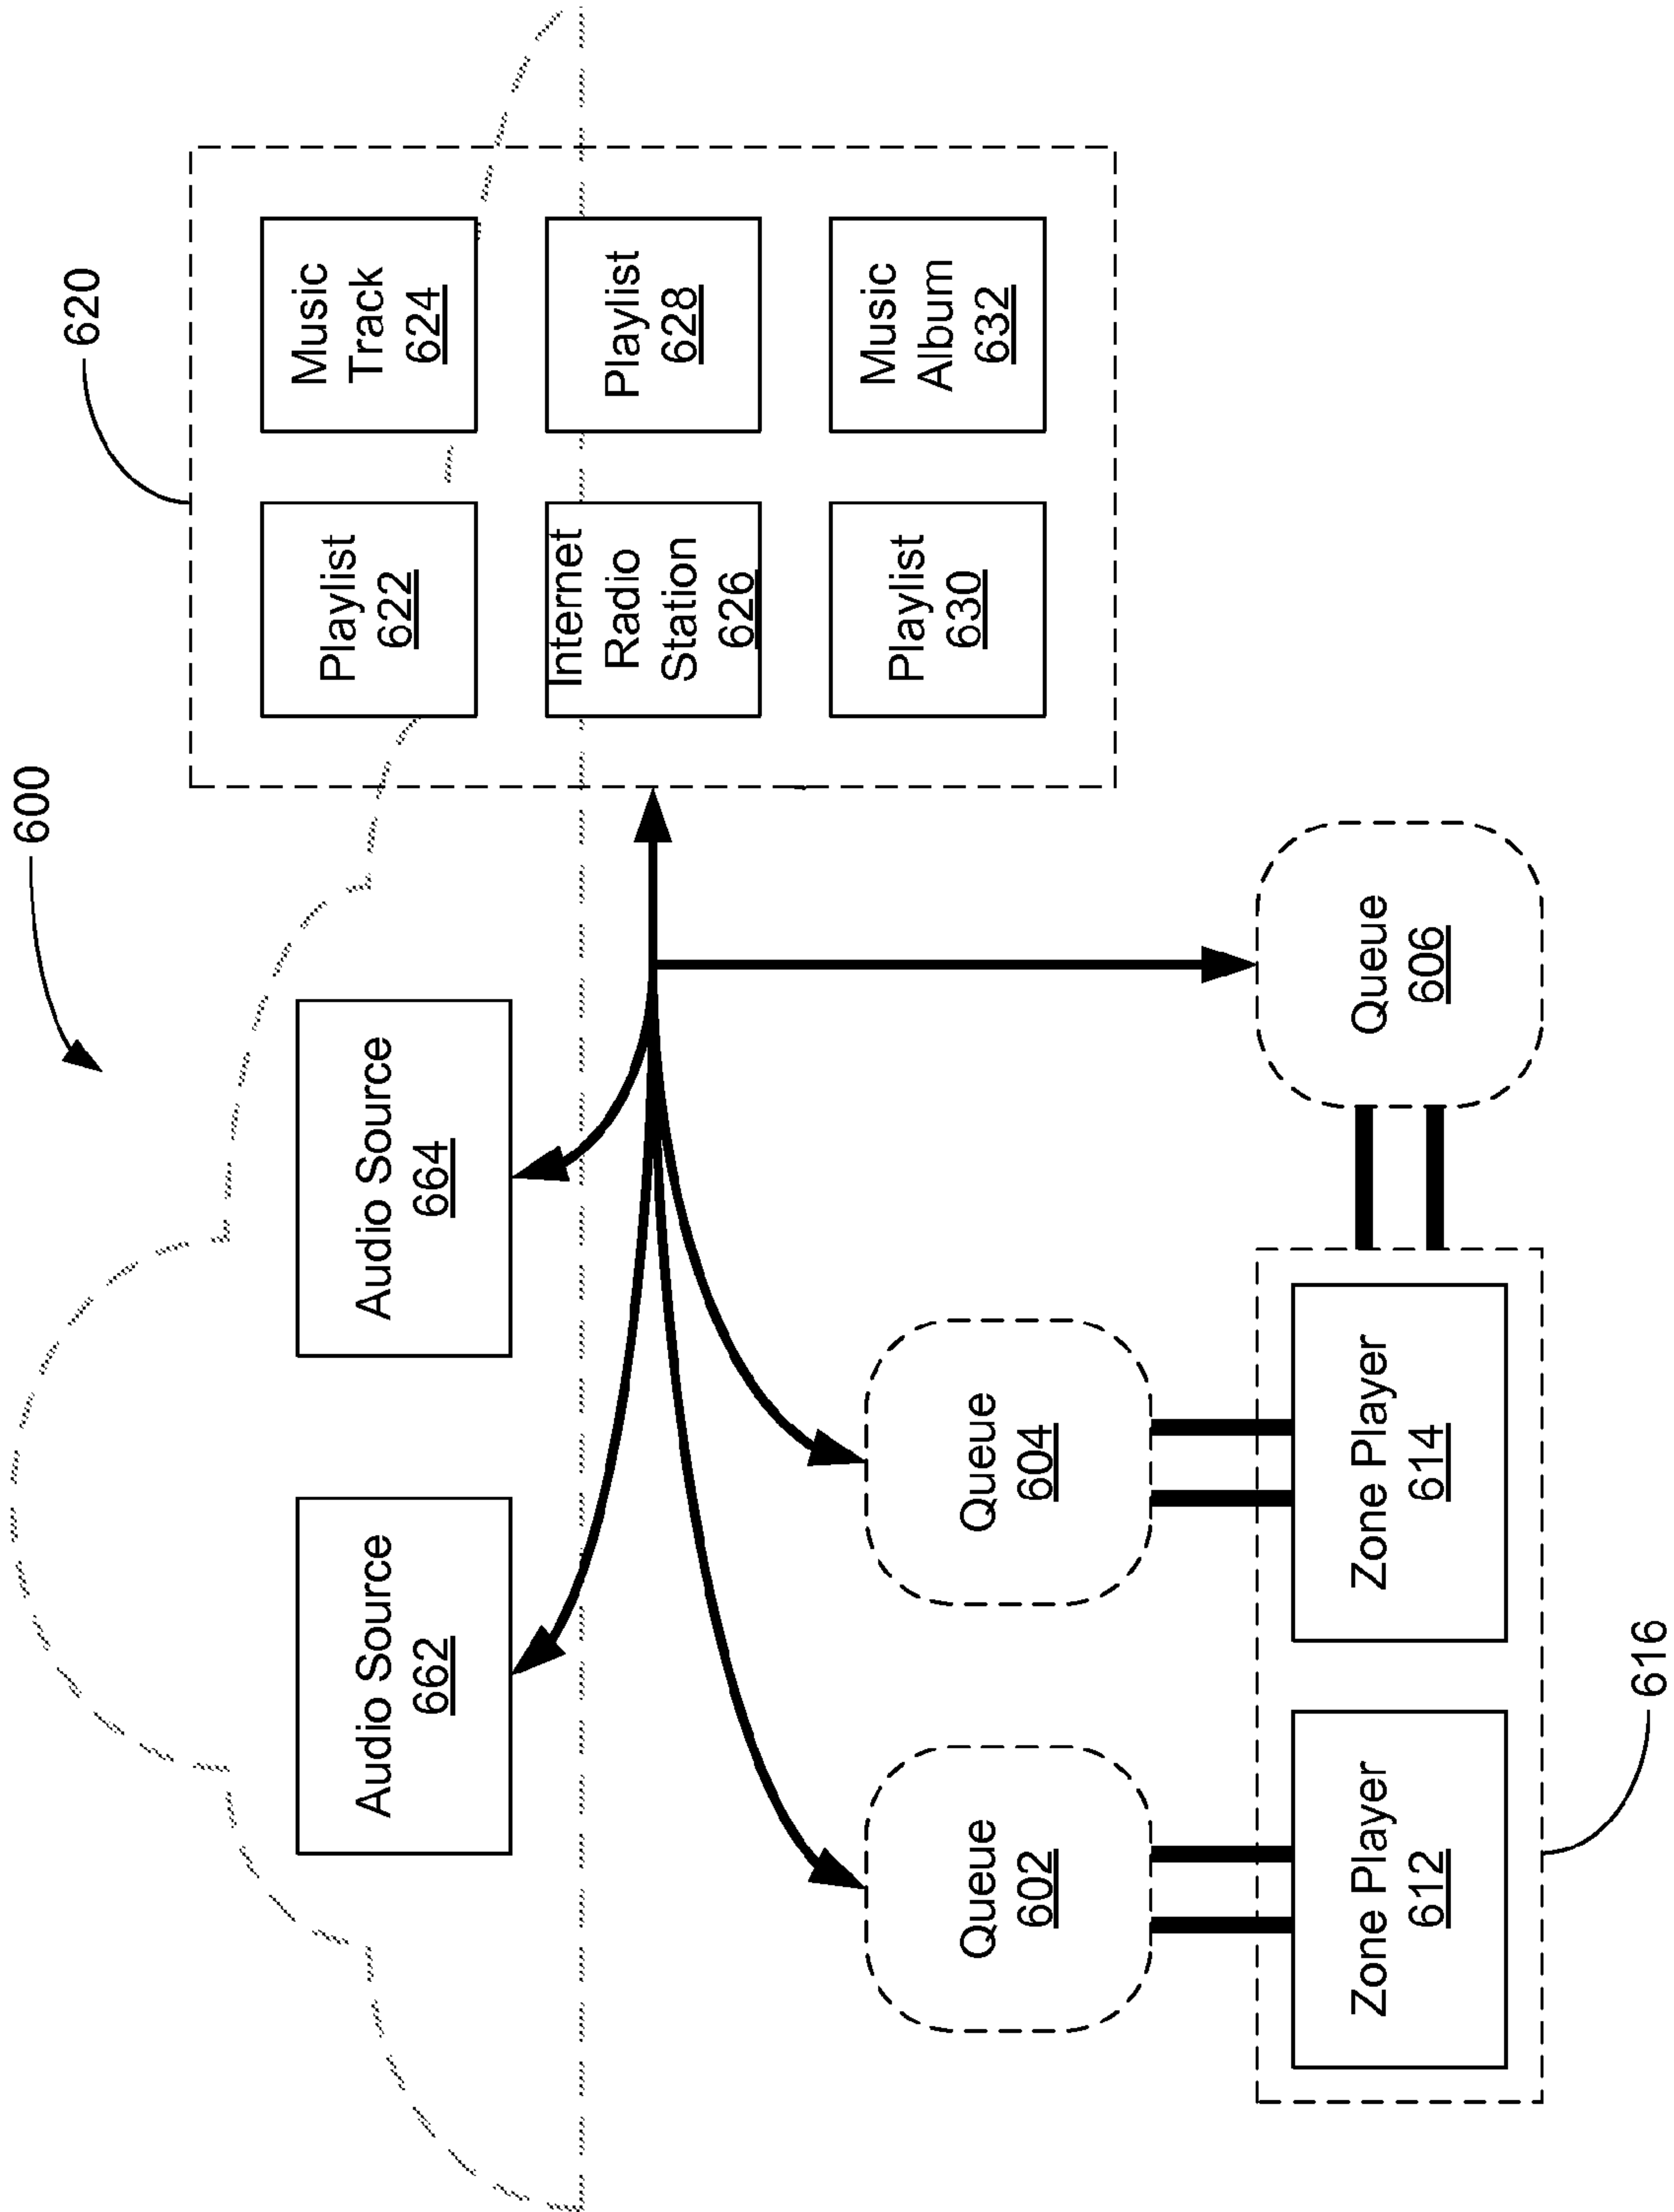 600
620
Playlist
622
Music
Track
624
Audio Source
662
Audio Source
664
Internet
Radio
Station
626
Playlist
628
Playlist
630
Music
Album
632
Queue
602
Queue
604
Zone Player
612
Zone Player
614
Queue
606
616